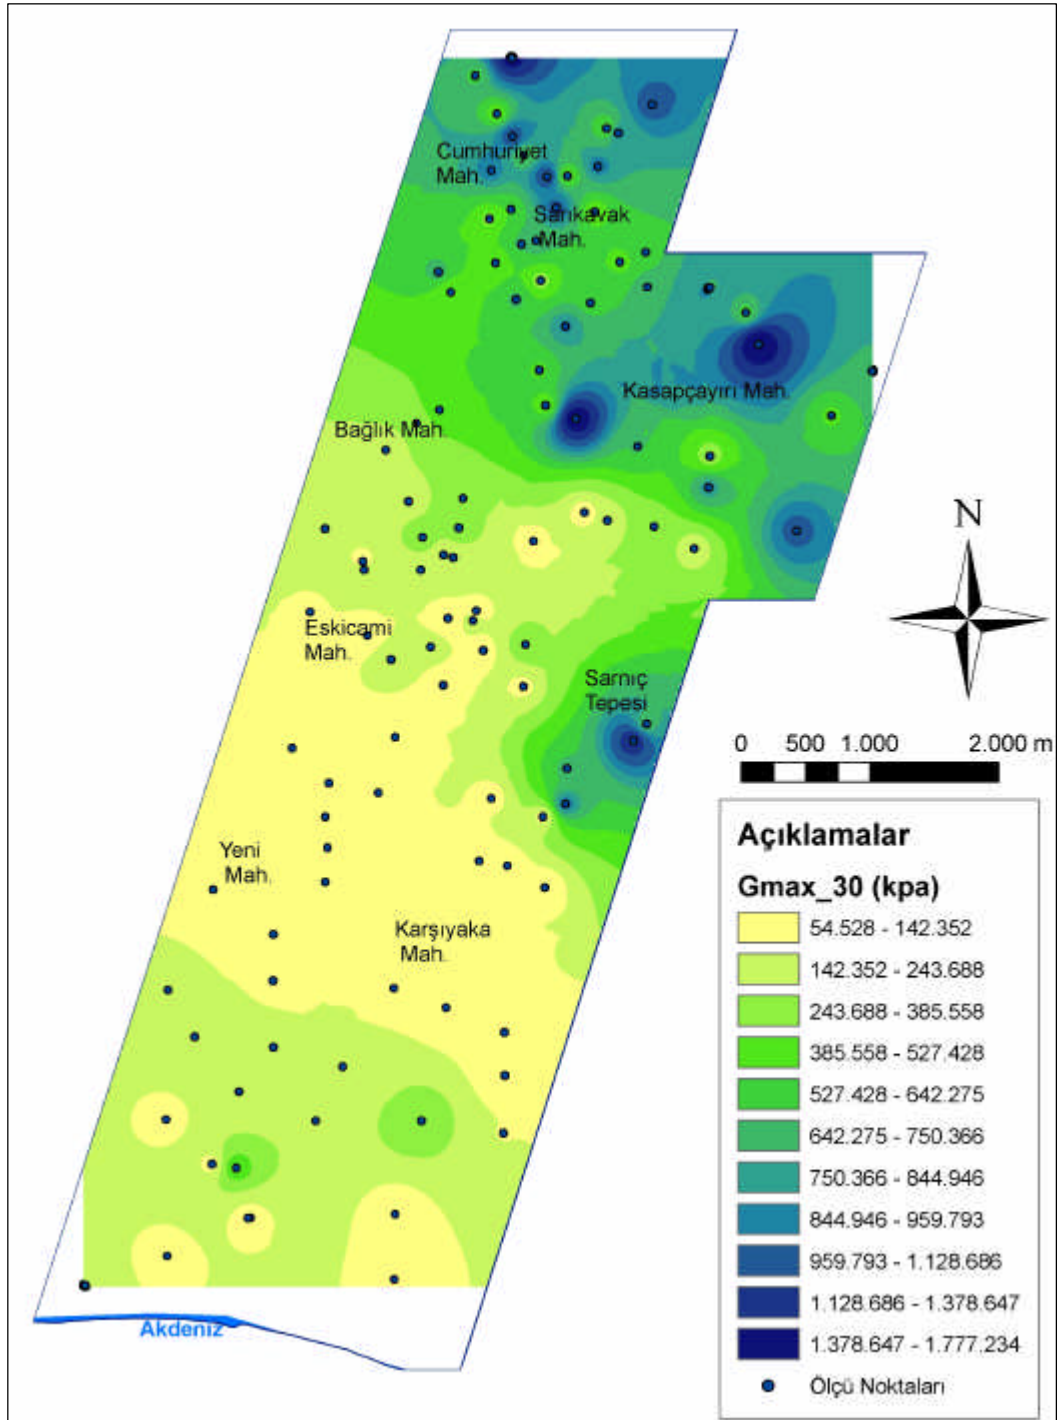 Cumhuriyet
Mah.
Sarıkavak
Mah.
Kasapçayırı Mah.
Bağlık Mah.
N
Eskicami
Mah.
Sarnıç
Tepesi
0 500 1.000 2.000 m
Yeni
Mah.
Karşıyaka
Mah.
Akdeniz
Açıklamalar
Gmax_30 (kpa)
54.528 - 142.352
142.352 - 243.688
243.688 - 385.558
385.558 - 527.428
527.428 - 642.275
642.275 - 750.366
750.366 - 844.946
844.946 - 959.793
959.793 - 1.128.686
1.128.686 - 1.378.647
1.378.647 - 1.777.234
Ölçü Noktaları